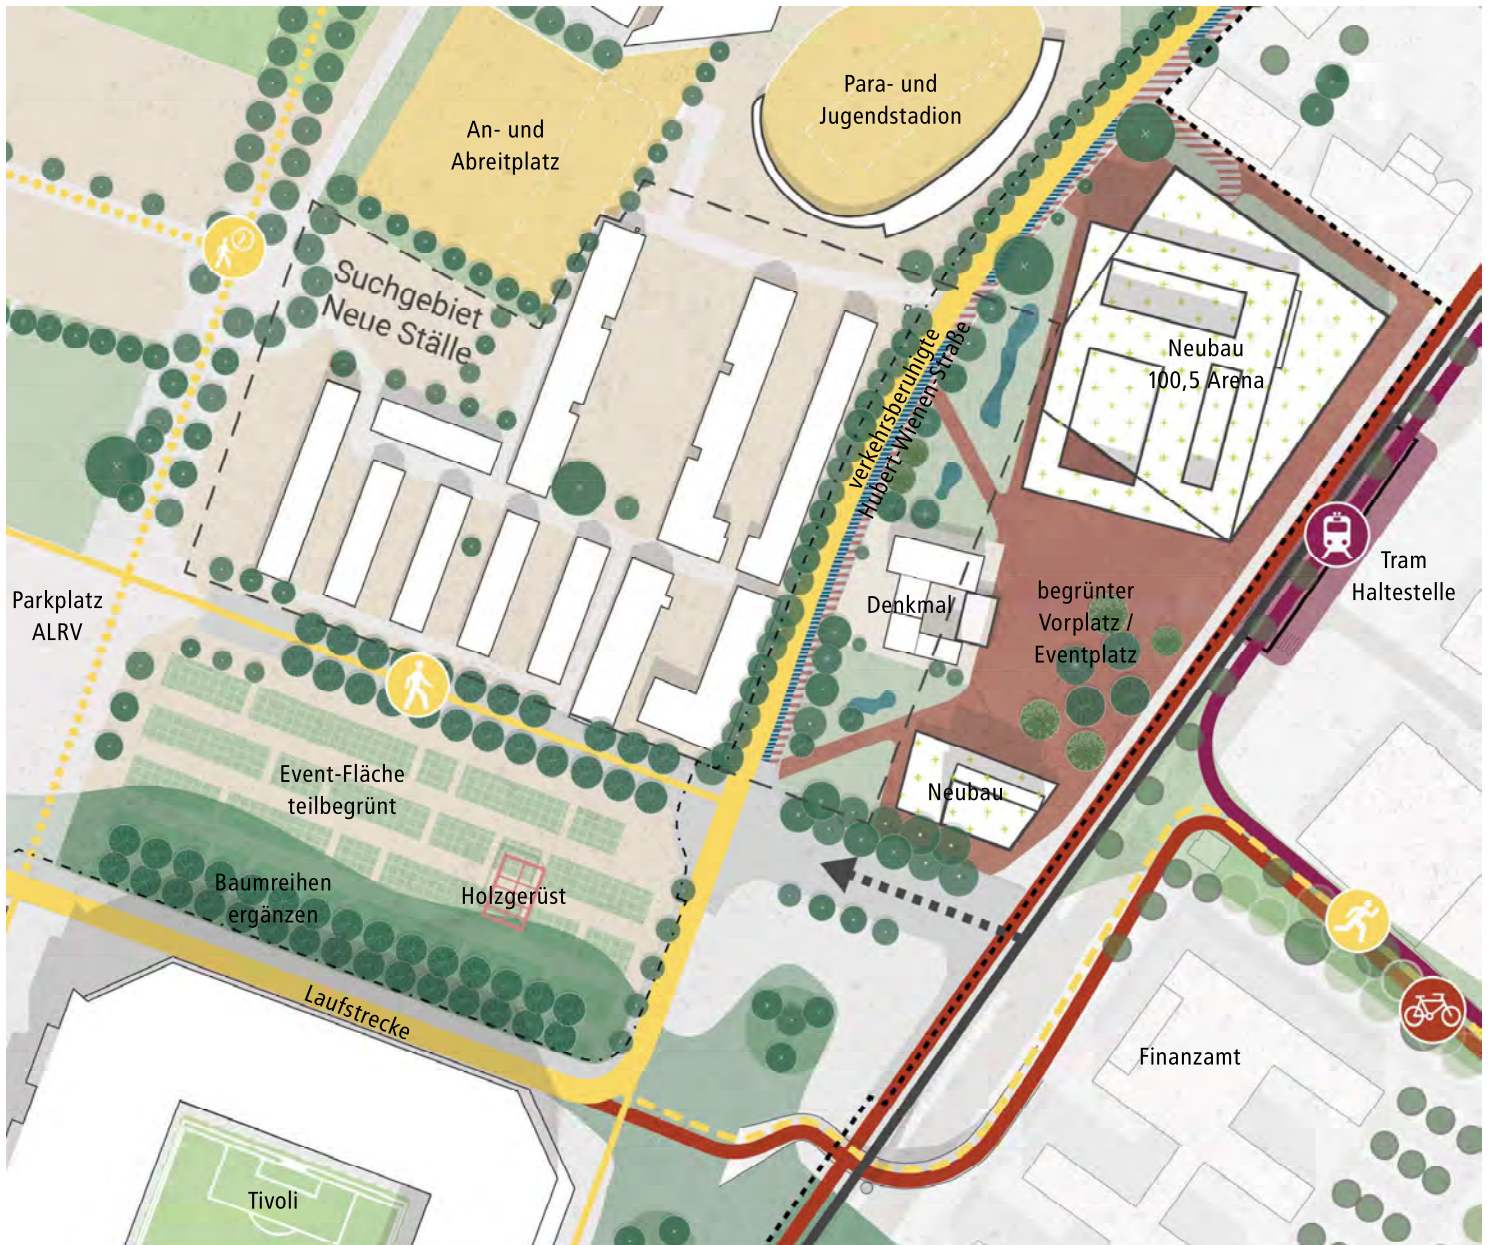 Para- und
Jugendstadion
An- und
Abreitplatz
Suchgebiet
Neue Ställe
verkehrsberuhigte
Hubert-Wienen-Straße
Neubau
100,5 Arena
Tram
Haltestelle
Parkplatz
ALRV
Denkmal
begrünter
Vorplatz /
Eventplatz
Event-Fläche
teilbegrünt
Neubau
Baumreihen
ergänzen
Holzgerüst
Laufstrecke
Finanzamt
Tivoli